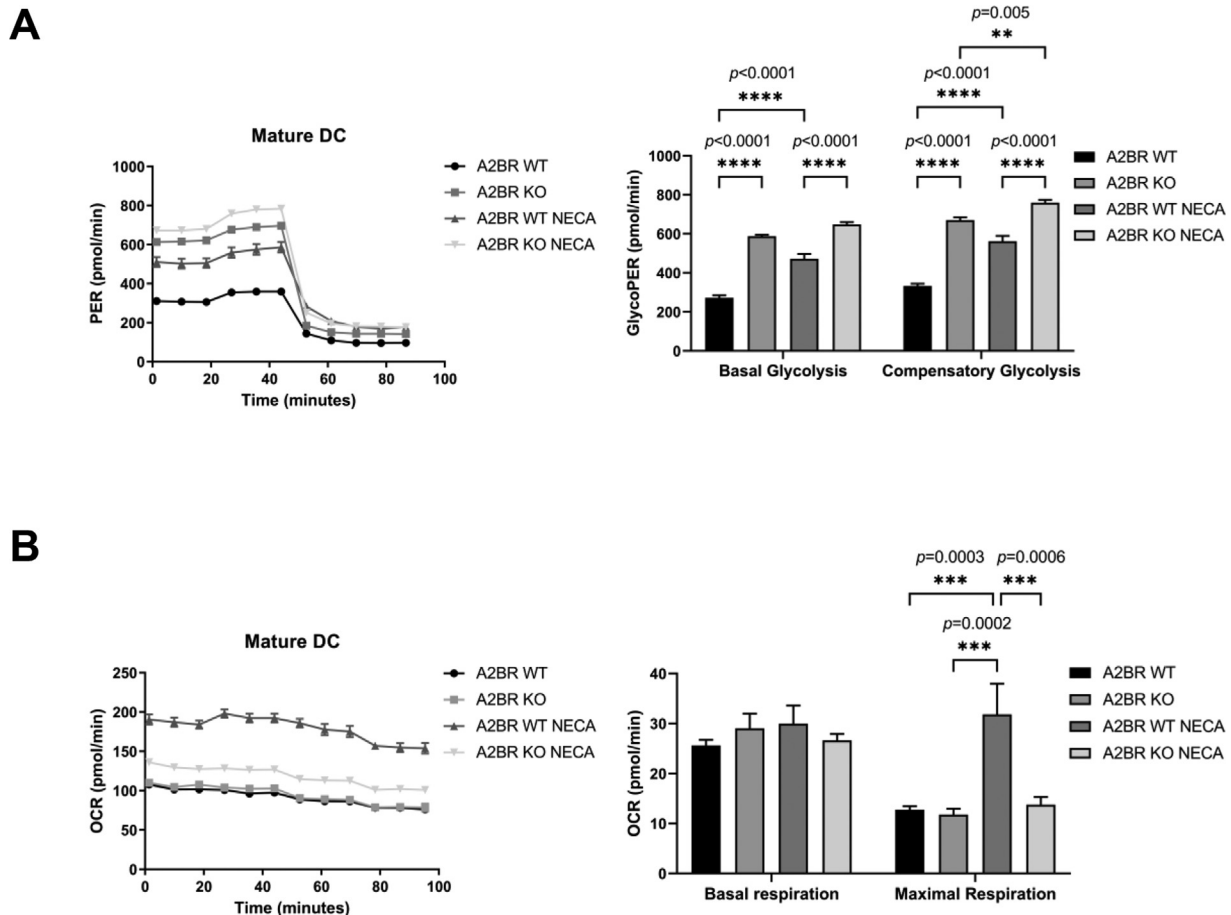 A
Mature DC
PER (pmol/min)
1000
800
600
400
200
0
0 20 40 60 80 100
Time (minutes)
A2BR WT
A2BR KO
A2BR WT NECA
A2BR KO NECA
p=0.005
**
p<0.0001 p<0.0001
**** ****
p<0.0001 p<0.0001 p<0.0001 p<0.0001
**** **** **** ****
GlycoPER (pmol/min)
1000
800
600
400
200
0
Basal Glycolysis Compensatory Glycolysis
A2BR WT
A2BR KO
A2BR WT NECA
A2BR KO NECA
B
Mature DC
OCR (pmol/min)
250
200
150
100
50
0
0 20 40 60 80 100
Time (minutes)
A2BR WT
A2BR KO
A2BR WT NECA
A2BR KO NECA
p=0.0003 p=0.0006
*** ***
p=0.0002
***
OCR (pmol/min)
40
30
20
10
0
Basal respiration Maximal Respiration
A2BR WT
A2BR KO
A2BR WT NECA
A2BR KO NECA